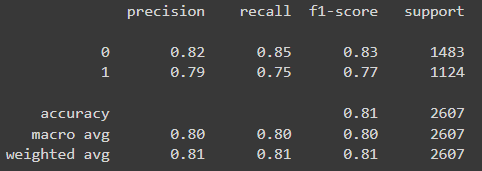 precision recall f1-score support
0 0.82 0.85 0.83 1483
1 0.79 0.75 0.77 1124
accuracy 0.81 2607
macro avg 0.80 0.80 0.80 2607
weighted avg 0.81 0.81 0.81 2607